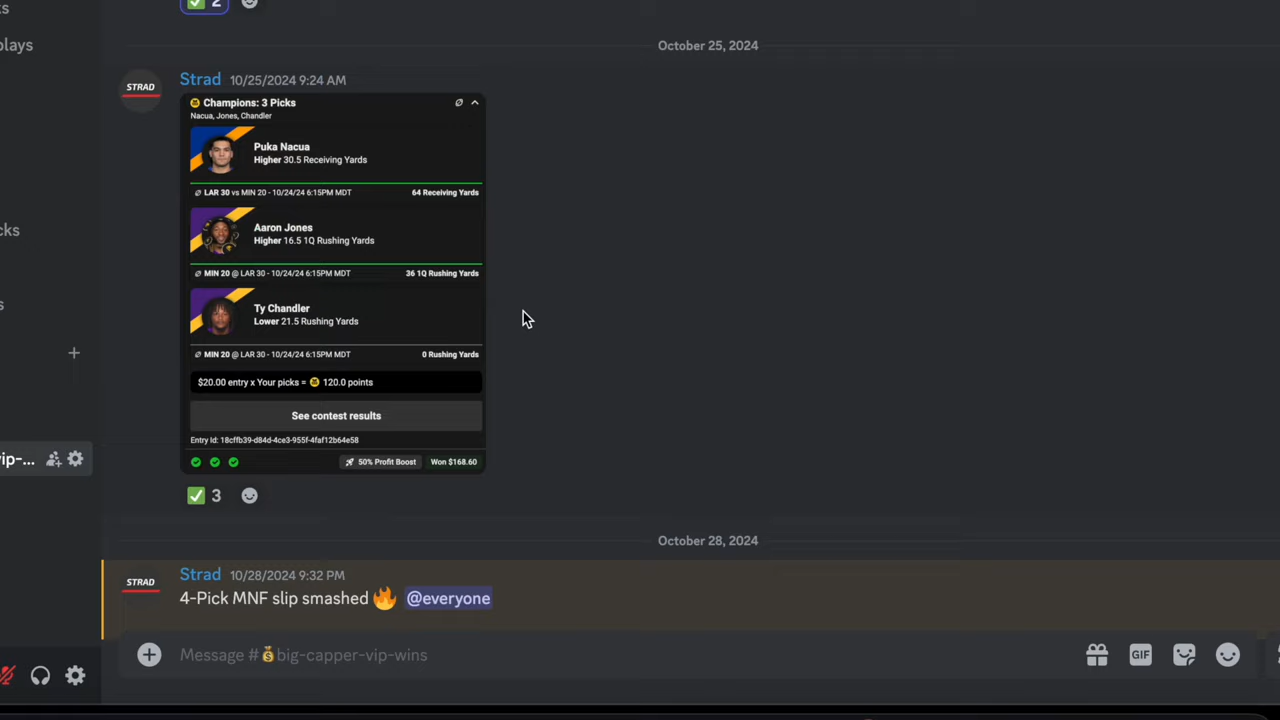 ks
2
plays
October 25, 2024
STRAD
Strad 10/25/2024 9:24 AM
Champions: 3 Picks
Nacua, Jones, Chandler
Puka Nacua
Higher 30.5 Receiving Yards
LAR 30 vs MIN 20 - 10/24/24 6:15PM MDT 64 Receiving Yards
Aaron Jones
Higher 16.5 1Q Rushing Yards
cks
MIN 20 @ LAR 30 - 10/24/24 6:15PM MDT 36 1Q Rushing Yards
s
Ty Chandler
Lower 21.5 Rushing Yards
MIN 20 @ LAR 30 - 10/24/24 6:15PM MDT 0 Rushing Yards
$20.00 entry x Your picks = 120.0 points
See contest results
Entry Id: 18cffb39-d84d-4ce3-955f-4faf12b64e58
vip-...
50% Profit Boost Won $168.60
3
October 28, 2024
STRAD
Strad 10/28/2024 9:32 PM
4-Pick MNF slip smashed 🔥 @everyone
Message #💰big-capper-vip-wins
GIF